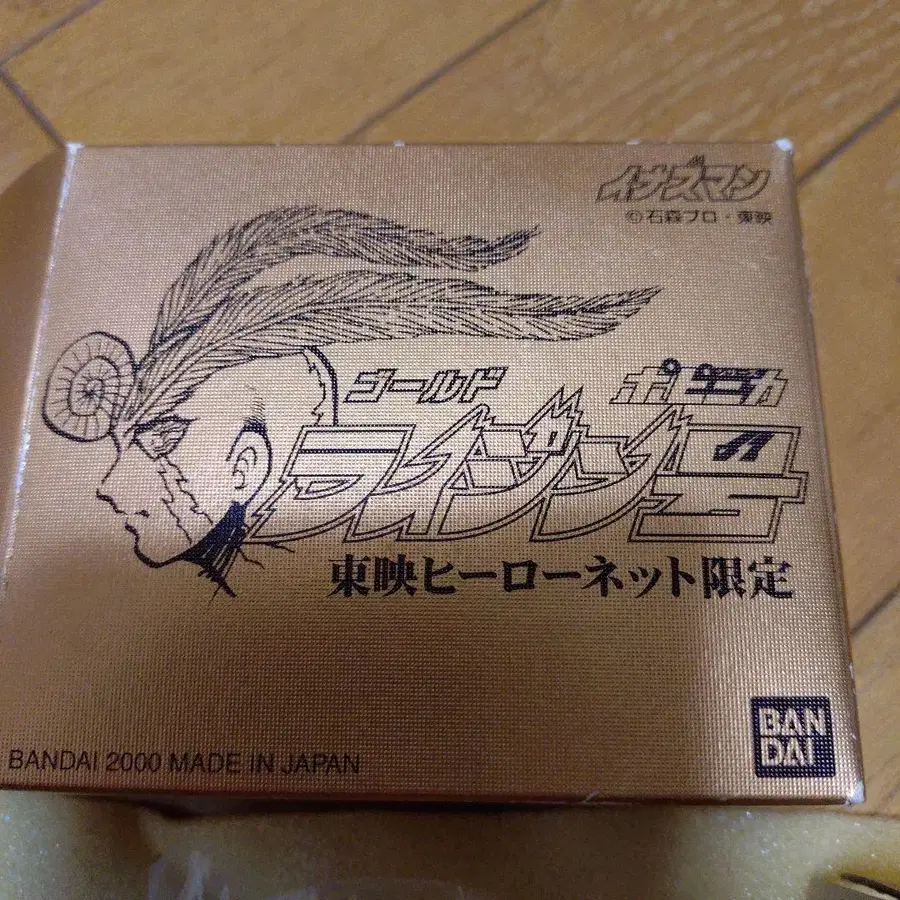 イナズマン
©石森プロ・東映
ゴールド
ポピニカ
ライジン号
東映ヒーローネット限定
BANDAI 2000 MADE IN JAPAN
BAN
DAI